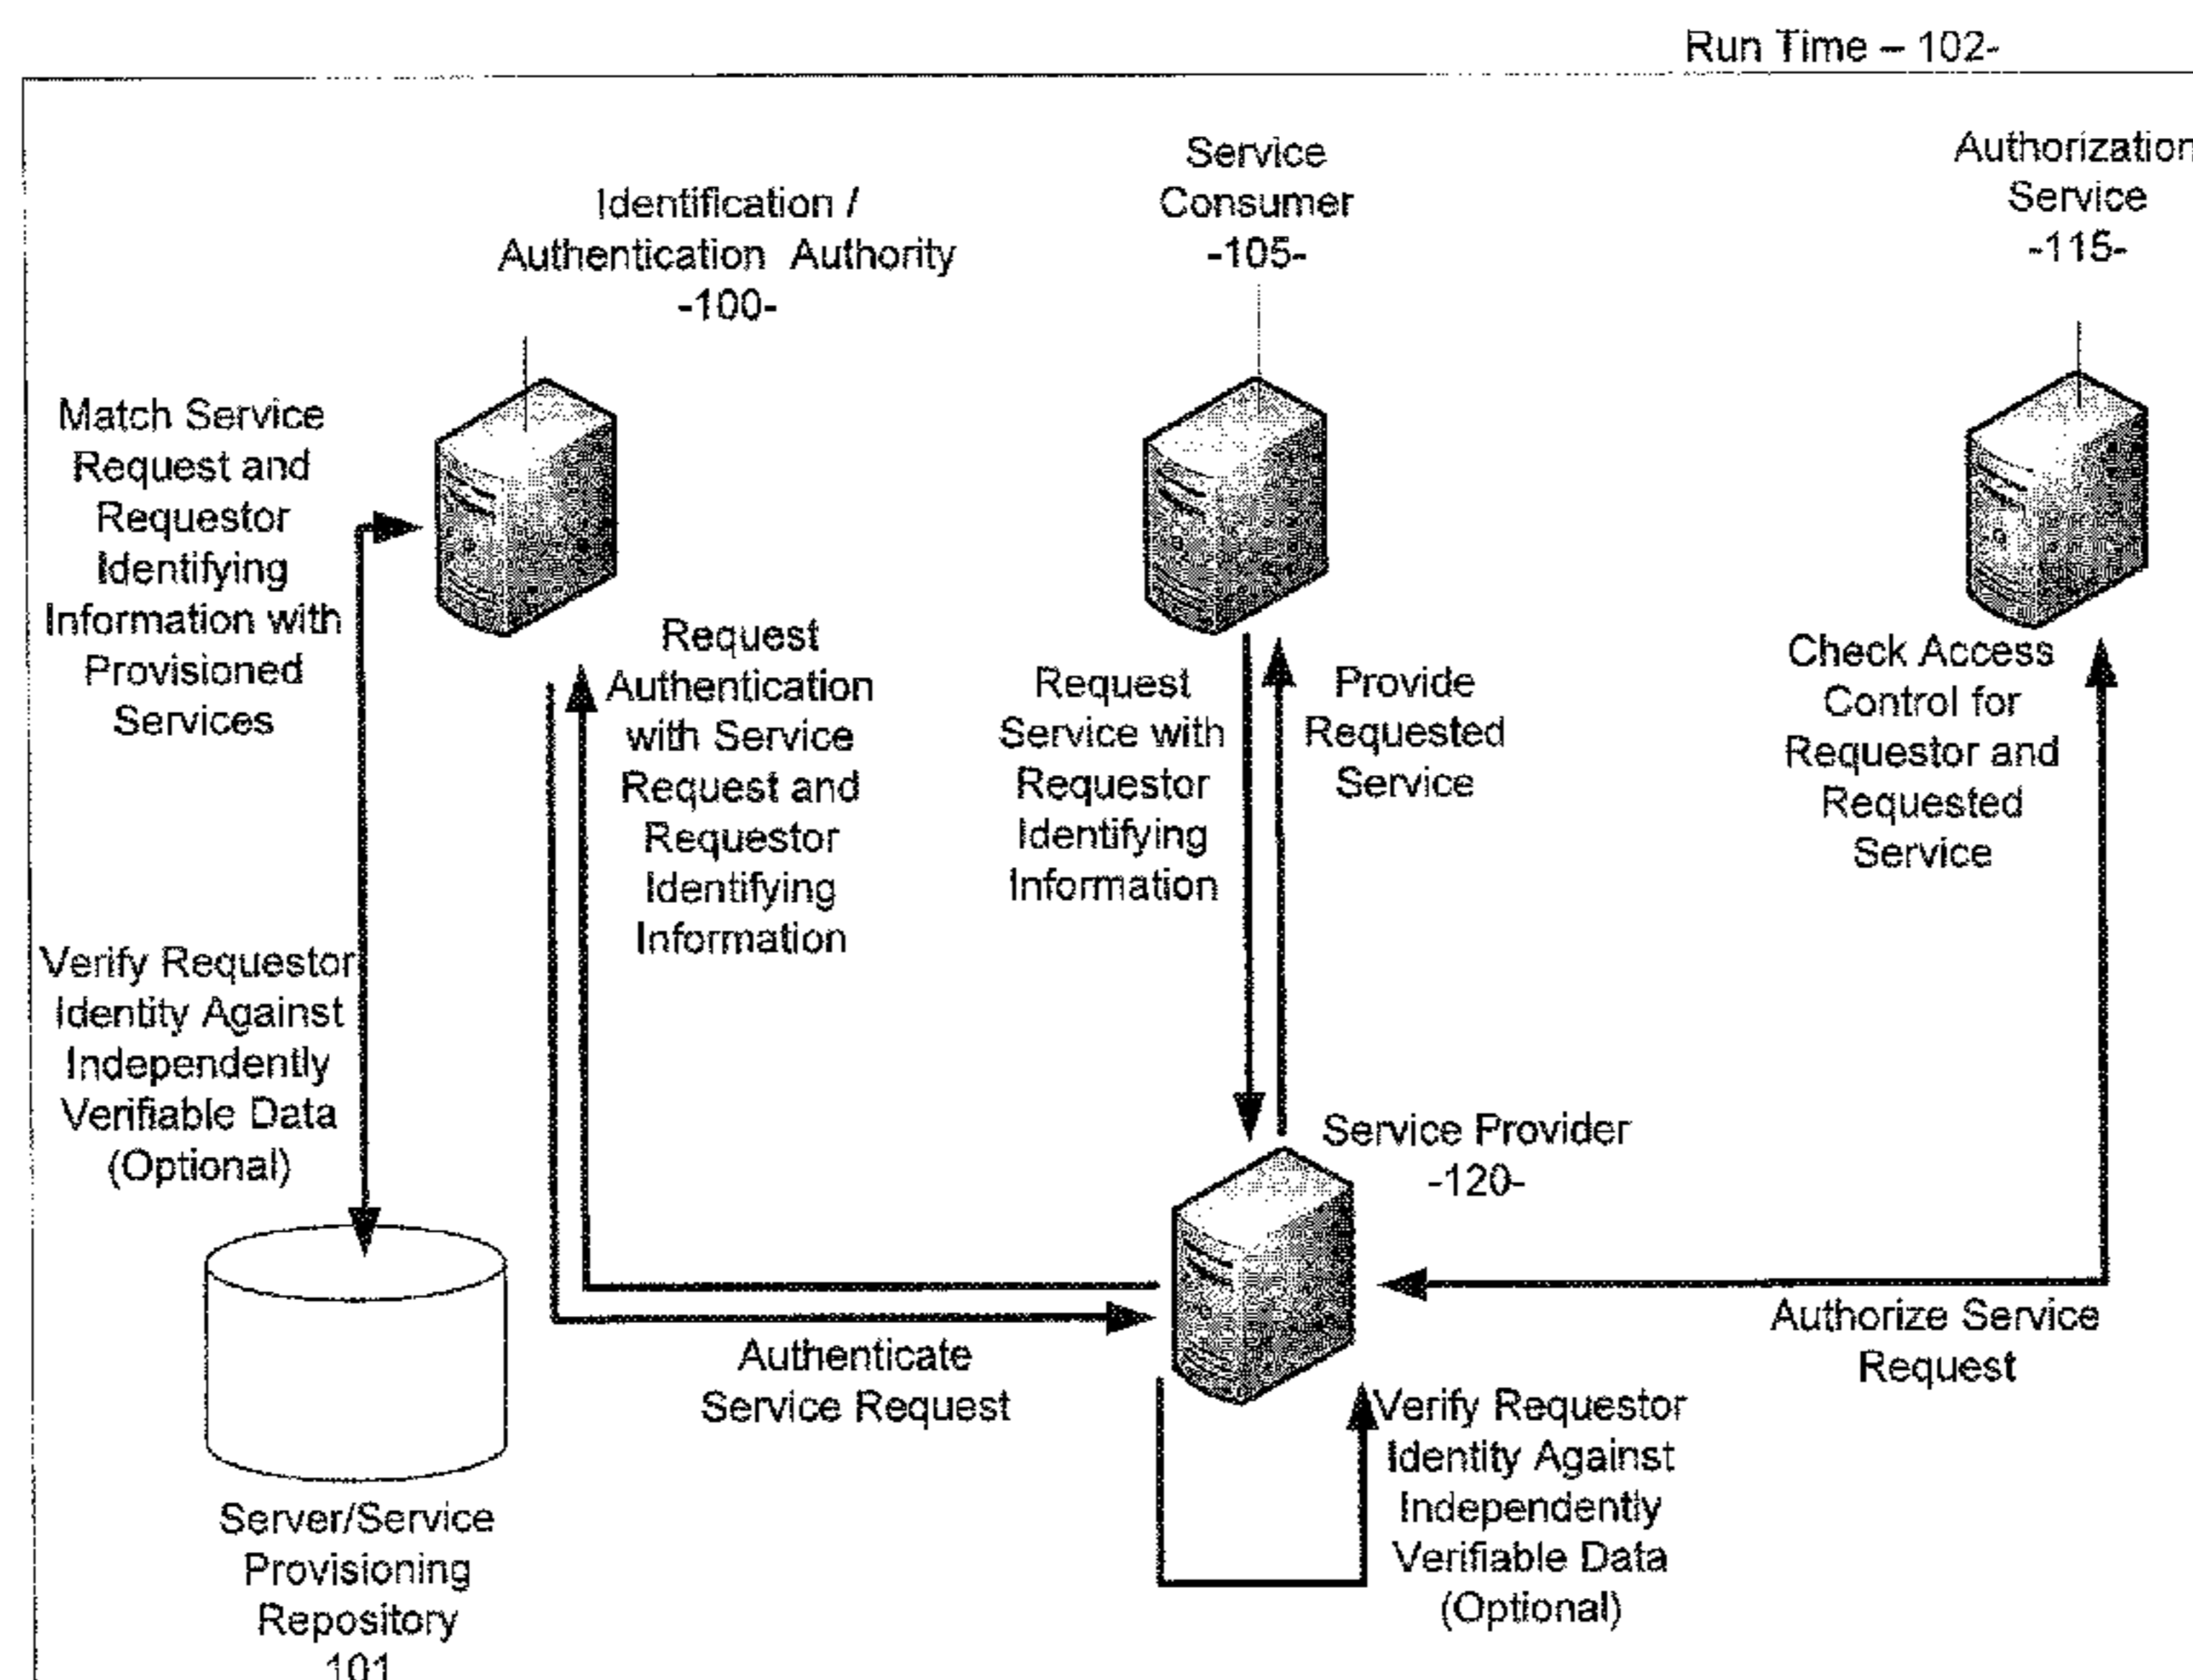 Run Time – 102-
Identification /
Authentication Authority
-100-
Service
Consumer
-105-
Authorization
Service
-115-
Match Service
Request and
Requestor
Identifying
Information with
Provisioned
Services
Request
Authentication
with Service
Request and
Requestor
Identifying
Information
Request
Service with
Requestor
Identifying
Information
Provide
Requested
Service
Check Access
Control for
Requestor and
Requested
Service
Verify Requestor
Identity Against
Independently
Verifiable Data
(Optional)
Service Provider
-120-
Authenticate
Service Request
Authorize Service
Request
Verify Requestor
Identity Against
Independently
Verifiable Data
(Optional)
Server/Service
Provisioning
Repository
101